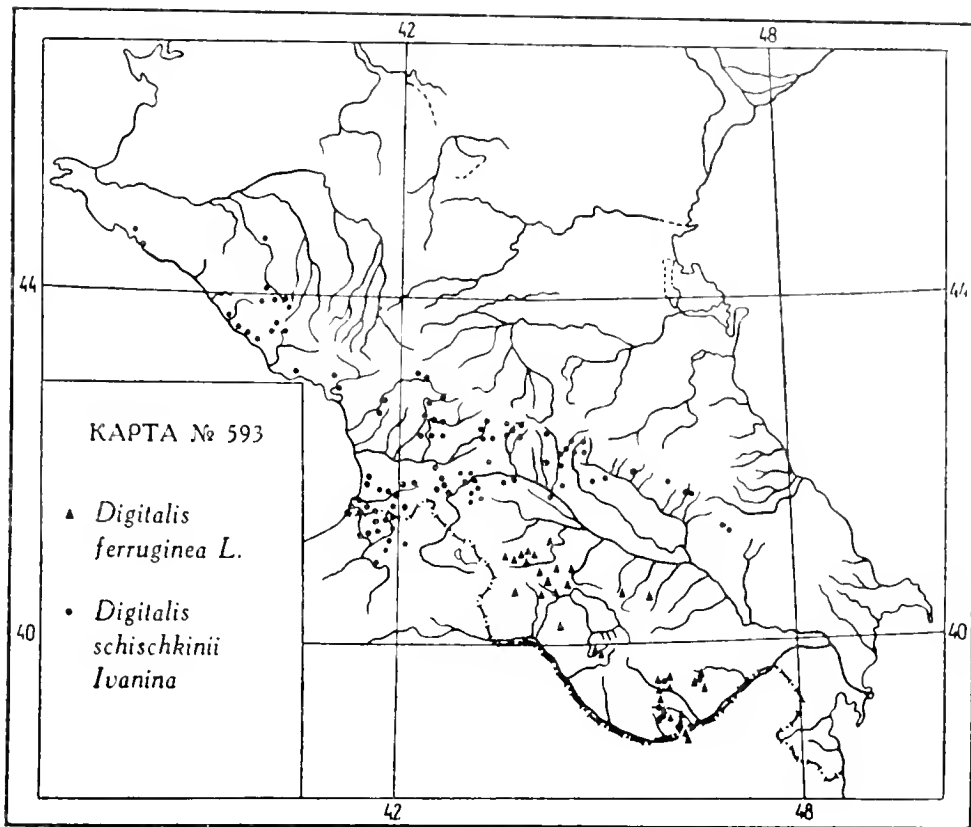 42 48
44 44
КАРТА № 593
Digitalis
ferruginea L.
Digitalis
schischkinii
Ivanina
40 40
42 48